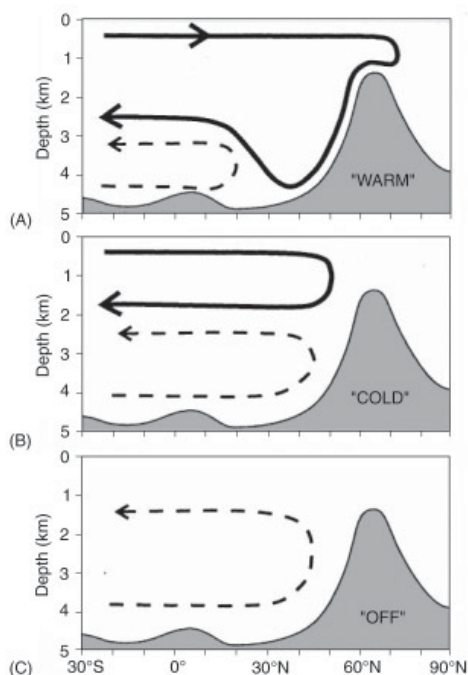 0
1
2
3
4
5
Depth (km)
"WARM"
(A)
0
1
2
3
4
5
Depth (km)
"COLD"
(B)
0
1
2
3
4
5
Depth (km)
"OFF"
(C)
30°S 0° 30°N 60°N 90°N